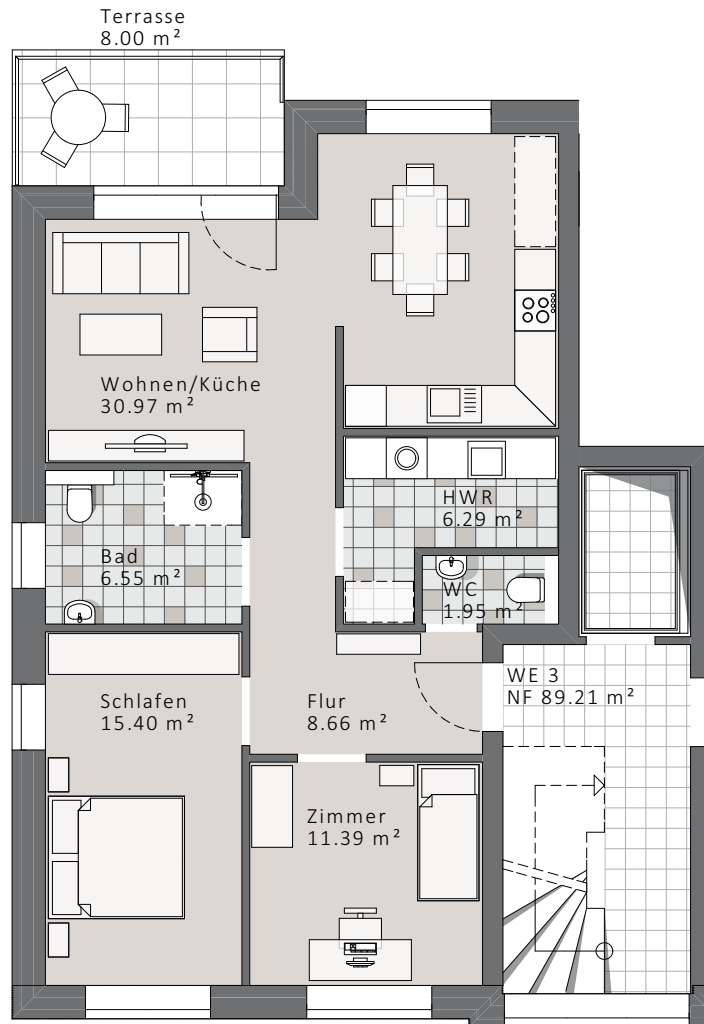 Terrasse
8.00 m²
Wohnen/Küche
30.97 m²
HWR
6.29 m²
Bad
6.55 m²
WC
1.95 m²
WE 3
NF 89.21 m²
Schlafen
15.40 m²
Flur
8.66 m²
Zimmer
11.39 m²